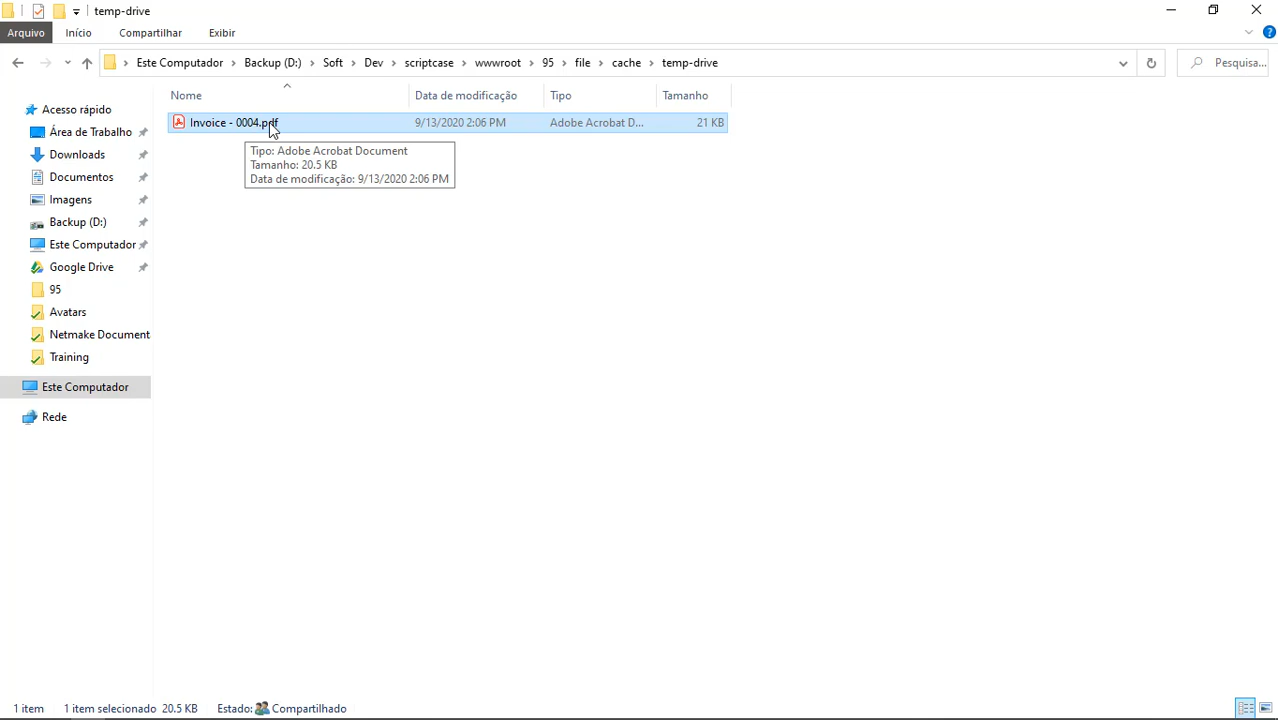 temp-drive
Arquivo Início Compartilhar Exibir
Este Computador Backup (D:) Soft Dev scriptcase wwwroot 95 file cache temp-drive Pesquisa...
Nome Data de modificação Tipo Tamanho
Invoice - 0004.pdf 9/13/2020 2:06 PM Adobe Acrobat D... 21 KB
Tipo: Adobe Acrobat Document
Tamanho: 20.5 KB
Data de modificação: 9/13/2020 2:06 PM
Acesso rápido
Área de Trabalho
Downloads
Documentos
Imagens
Backup (D:)
Este Computador
Google Drive
95
Avatars
Netmake Document
Training
Este Computador
Rede
1 item 1 item selecionado 20.5 KB Estado: Compartilhado